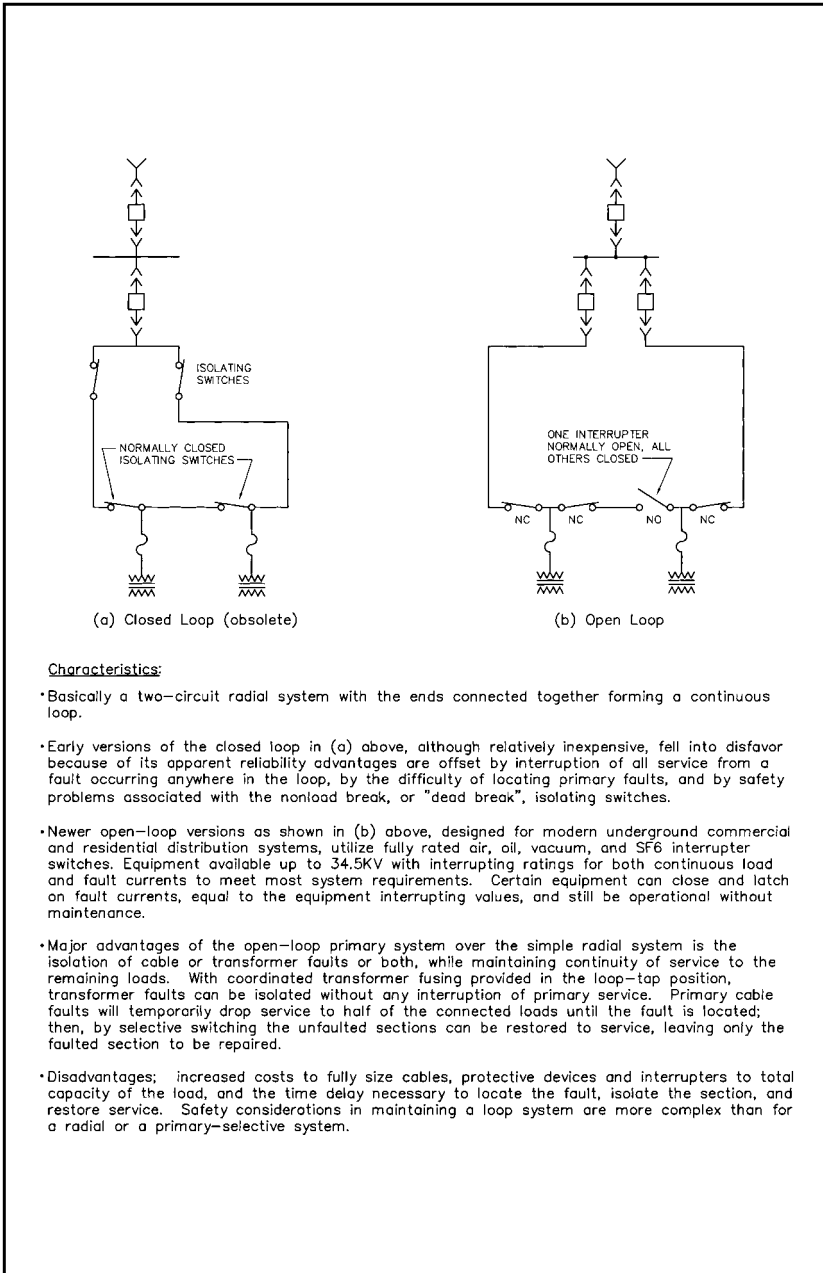 ISOLATING
SWITCHES
NORMALLY CLOSED
ISOLATING SWITCHES
ONE INTERRUPTER
NORMALLY OPEN, ALL
OTHERS CLOSED
NC NC NO NC
(a) Closed Loop (obsolete)
(b) Open Loop
Characteristics:
•Basically a two-circuit radial system with the ends connected together forming a continuous
loop.
•Early versions of the closed loop in (a) above, although relatively inexpensive, fell into disfavor
because of its apparent reliability advantages are offset by interruption of all service from a
fault occurring anywhere in the loop, by the difficulty of locating primary faults, and by safety
problems associated with the nonload break, or "dead break", isolating switches.
•Newer open-loop versions as shown in (b) above, designed for modern underground commercial
and residential distribution systems, utilize fully rated air, oil, vacuum, and SF6 interrupter
switches. Equipment available up to 34.5KV with interrupting ratings for both continuous load
and fault currents to meet most system requirements. Certain equipment can close and latch
on fault currents, equal to the equipment interrupting values, and still be operational without
maintenance.
•Major advantages of the open-loop primary system over the simple radial system is the
isolation of cable or transformer faults or both, while maintaining continuity of service to the
remaining loads. With coordinated transformer fusing provided in the loop-tap position,
transformer faults can be isolated without any interruption of primary service. Primary cable
faults will temporarily drop service to half of the connected loads until the fault is located;
then, by selective switching the unfaulted sections can be restored to service, leaving only the
faulted section to be repaired.
•Disadvantages; increased costs to fully size cables, protective devices and interrupters to total
capacity of the load, and the time delay necessary to locate the fault, isolate the section, and
restore service. Safety considerations in maintaining a loop system are more complex than for
a radial or a primary-selective system.